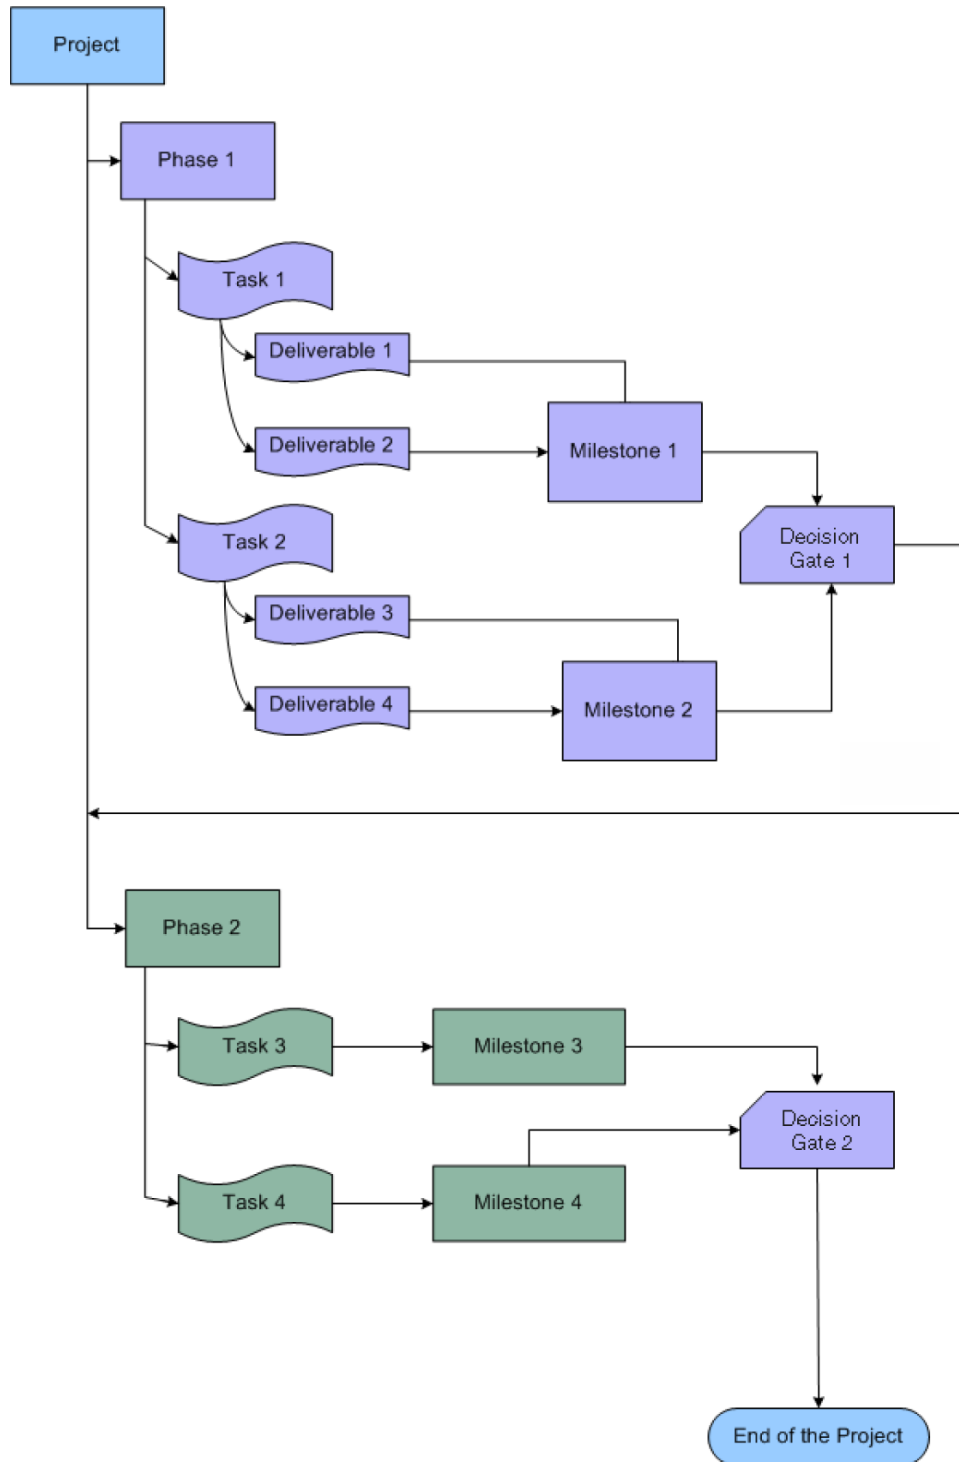 Project
Phase 1
Task 1
Deliverable 1
Deliverable 2
Milestone 1
Decision
Gate 1
Task 2
Deliverable 3
Deliverable 4
Milestone 2
Phase 2
Task 3
Milestone 3
Decision
Gate 2
Task 4
Milestone 4
End of the Project